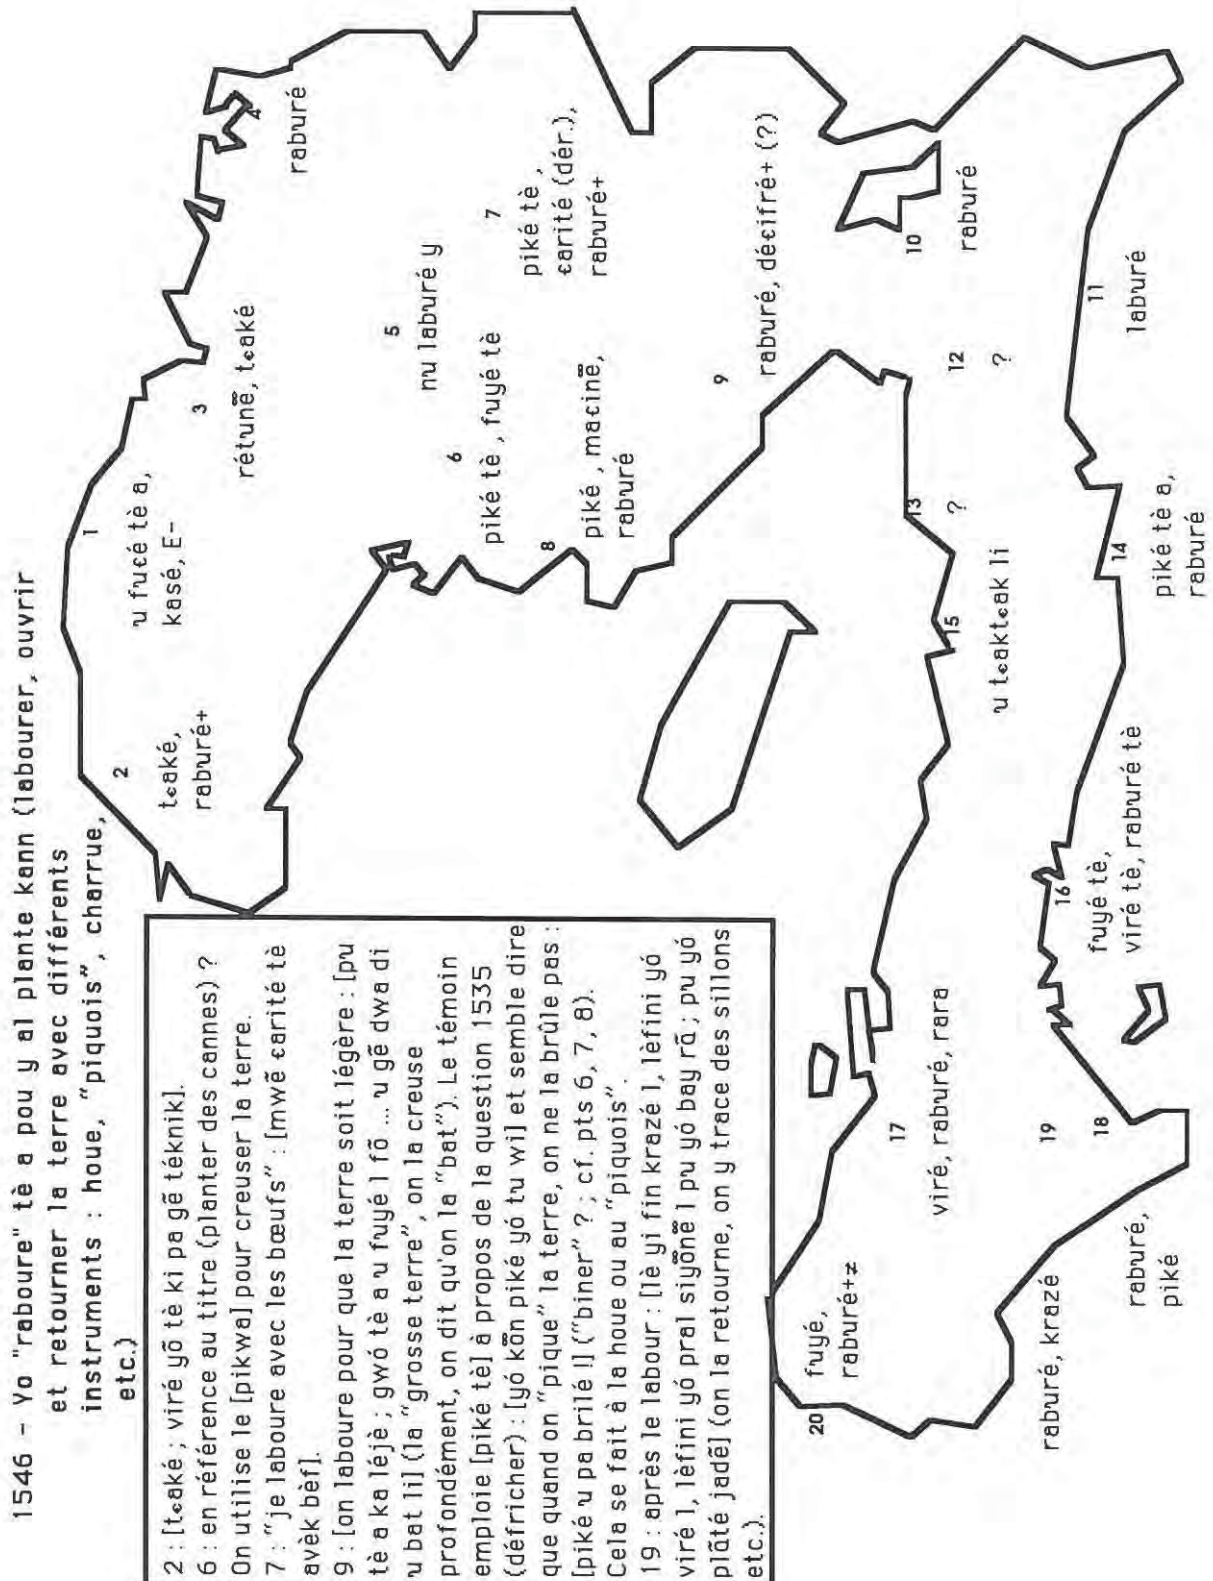 1546 - Yo "raboure" tè a pou y al plante kann (labourer, ouvrir
et retourner la terre avec différents
instruments : houe, "piquois", charrue,
etc.)
2 : [tɛaké ; viré yõ tè ki pa gẽ téknik].
6 : en référence au titre (planter des cannes) ?
On utilise le [pikwa] pour creuser la terre.
7 : "je laboure avec les bœufs" : [mwẽ ɛarité tè
avèk bèf].
9 : [on laboure pour que la terre soit légère : [pu
tè a ka léjè ; gwó tè a u fuyé l fõ ... u gẽ dwa di
u bat li] (la "grosse terre", on la creuse
profondément, on dit qu'on la "bat"). Le témoin
emploie [piké tè] à propos de la question 1535
(défricher) : [yó kõn piké yó tu wi] et semble dire
que quand on "pique" la terre, on ne la brûle pas :
[piké u pa brilé !] ("biner" ? ; cf. pts 6, 7, 8).
Cela se fait à la houe ou au "piquois".
19 : après le labour : [lè yi fin krazé l, lèfini yó
viré l, lèfini yó pral siyõnẽ l pu yó bay rã ; pu yó
plãté jadẽ] (on la retourne, on y trace des sillons
etc.).
1
u fuɛé tè a,
kasé, E-
kasé
2
tɛaké,
raburé+
3
rétunẽ, tɛaké
4
raburé
5
nu laburé y
6
piké tè , fuyé tè
7
piké tè ,
ɛarité (dér.),
raburé+
8
piké , maɛinẽ,
raburé
9
raburé, déɛifré+ (?)
10
raburé
11
laburé
12
?
13
?
14
piké tè a,
raburé
15
u tɛaktɛak li
16
fuyé tè,
viré tè, raburé tè
17
viré, raburé, rara
18
raburé,
piké
19
raburé, krazé
20
fuyé,
raburé+≠